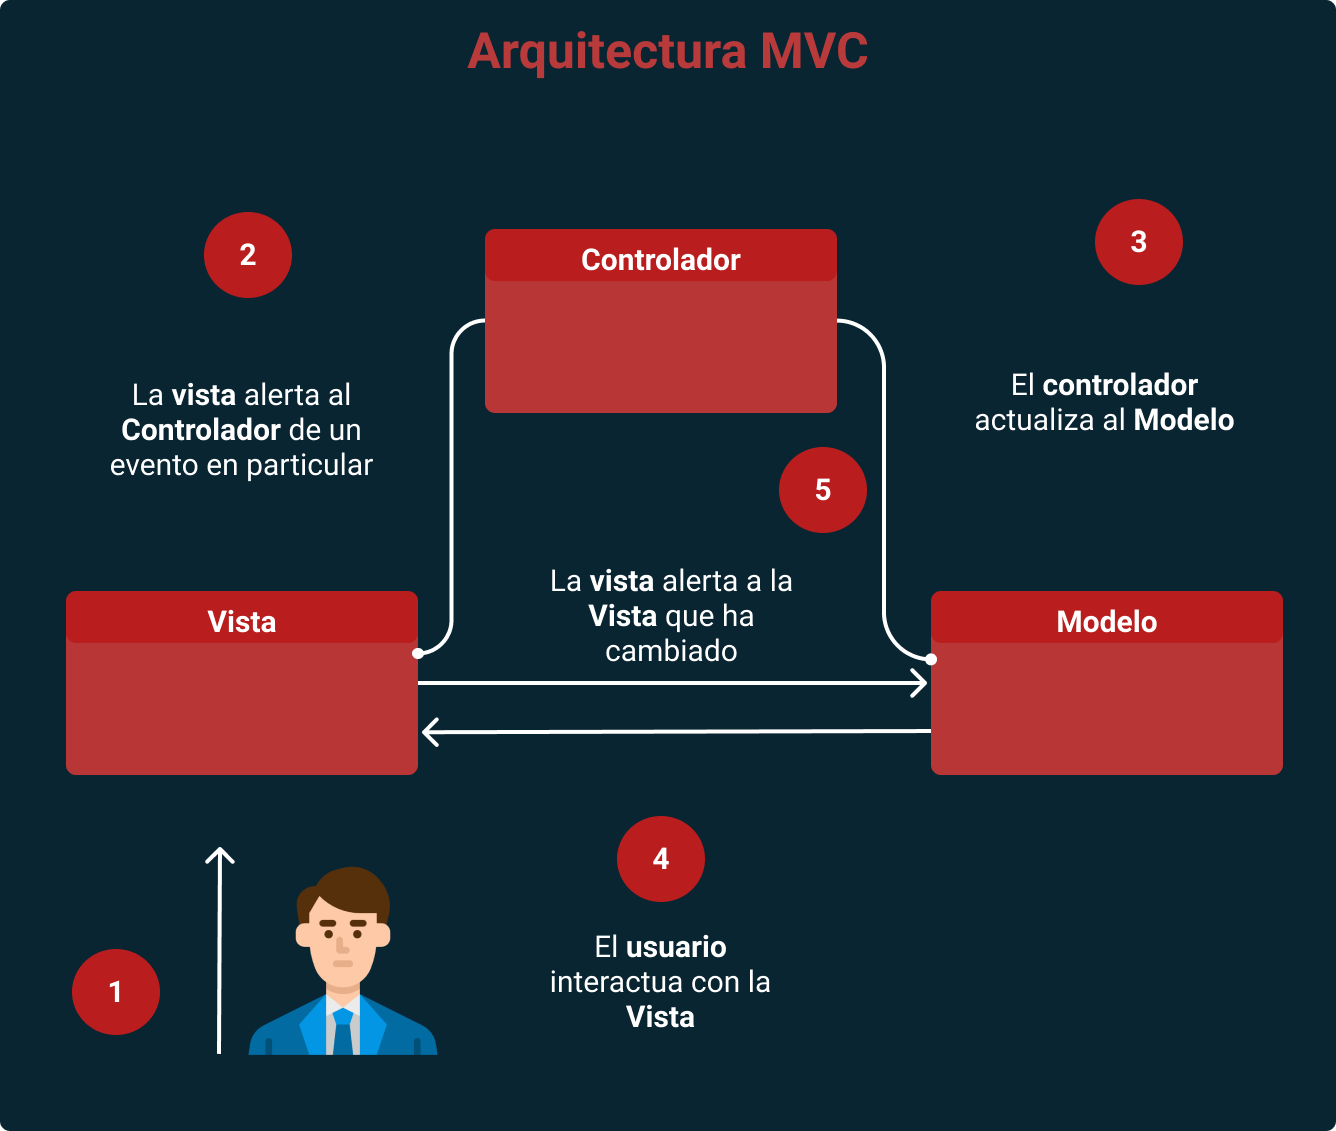 Arquitectura MVC
2
Controlador
3
La vista alerta al
Controlador de un
evento en particular
El controlador
actualiza al Modelo
5
La vista alerta a la
Vista que ha
cambiado
Vista
Modelo
4
El usuario
interactua con la
Vista
1